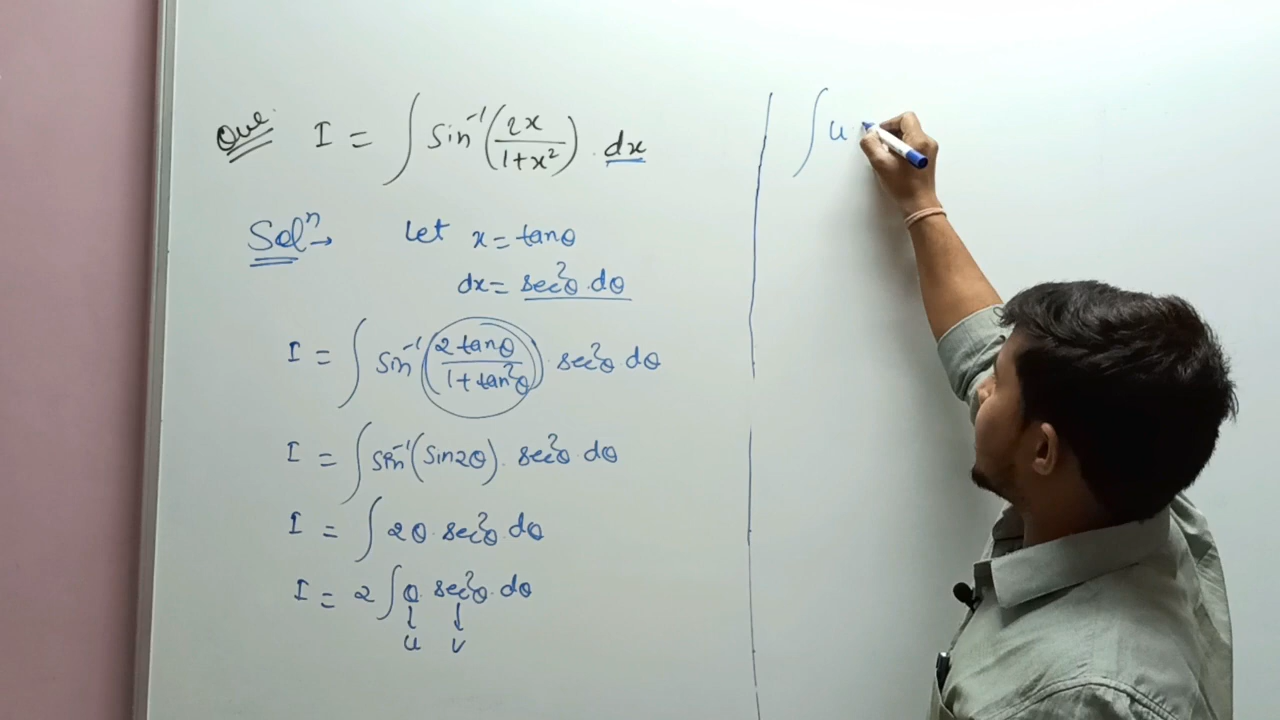 Que. I = ∫ Sin⁻¹(2x/1+x²). dx
Solⁿ→ Let x = tanθ
dx = sec²θ.dθ
I = ∫ Sin⁻¹(2 tanθ/1+tan²θ). sec²θ dθ
I = ∫ Sin⁻¹(Sin2θ). sec²θ dθ
I = ∫ 2θ. sec²θ dθ
I = 2 ∫ θ. sec²θ. dθ
↓ ↓
u v
∫ u